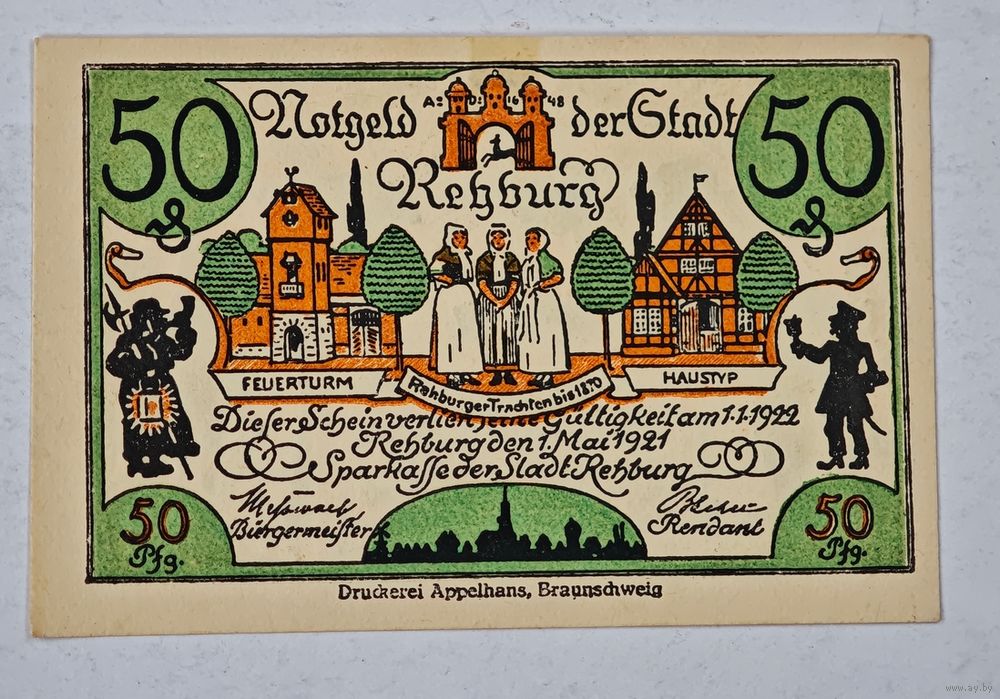 50 Notgeld Ao D: 1648 der Stadt 50
Rehburg
FEUERTURM
Rehburger Trachten bis 1870
HAUSTYP
Dieser Schein verliert seine Gültigkeit am 1.1.1922
Rehburg den 1. Mai 1921
Sparkasse der Stadt Rehburg
Bürgermeister
Rendant
50 Pfg.
50 Pfg.
Druckerei Appelhans, Braunschweig
www.ay.by